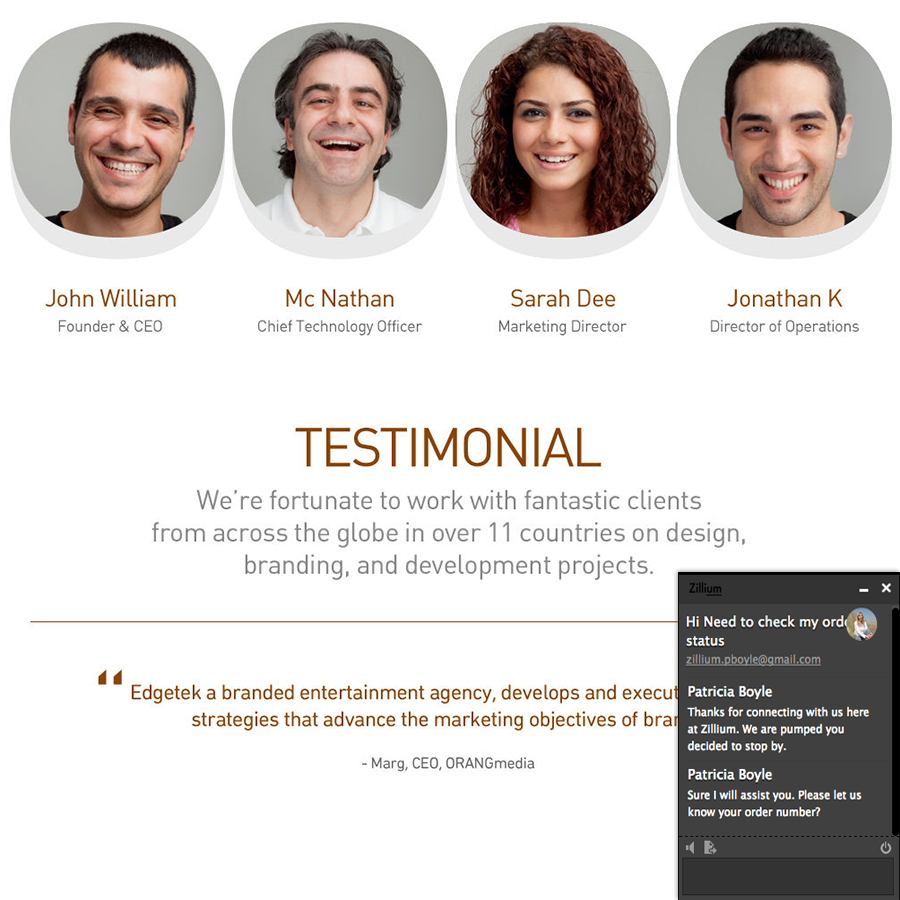 John William
Founder & CEO
Mc Nathan
Chief Technology Officer
Sarah Dee
Marketing Director
Jonathan K
Director of Operations
TESTIMONIAL
We're fortunate to work with fantastic clients
from across the globe in over 11 countries on design,
branding, and development projects.
“ Edgetek a branded entertainment agency, develops and execut
strategies that advance the marketing objectives of bran
- Marg, CEO, ORANGmedia
Zillium
Hi Need to check my orde
status
zillium.pboyle@gmail.com
Patricia Boyle
Thanks for connecting with us here
at Zillium. We are pumped you
decided to stop by.
Patricia Boyle
Sure I will assist you. Please let us
know your order number?